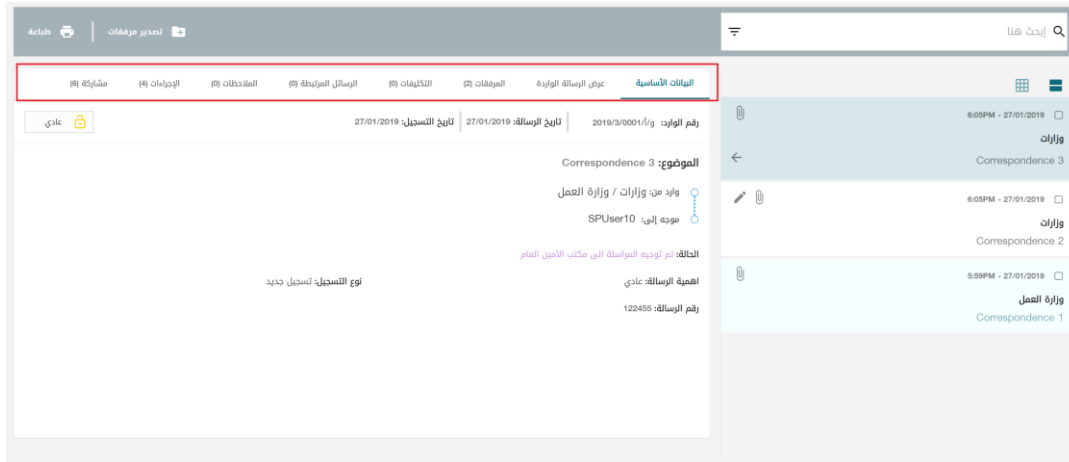 إبحث هنا
تصدير مرفقات
طباعة
6:05PM - 27/01/2019
وزارات
Correspondence 3
6:05PM - 27/01/2019
وزارات
Correspondence 2
5:59PM - 27/01/2019
وزارة العمل
Correspondence 1
البيانات الأساسية عرض الرسالة الواردة المرفقات (2) التكليفات (0) الرسائل المرتبطة (0) الملاحظات (0) الإجراءات (4) مشاركة (6)
رقم الوارد: و/أ/2019/3/0001 تاريخ الرسالة: 27/01/2019 تاريخ التسجيل: 27/01/2019 عادي
الموضوع: Correspondence 3
وارد من: وزارات / وزارة العمل
موجه إلى: SPUser10
الحالة: تم توجيه المراسلة الى مكتب الأمين العام
اهمية الرسالة: عادي نوع التسجيل: تسجيل جديد
رقم الرسالة: 122455